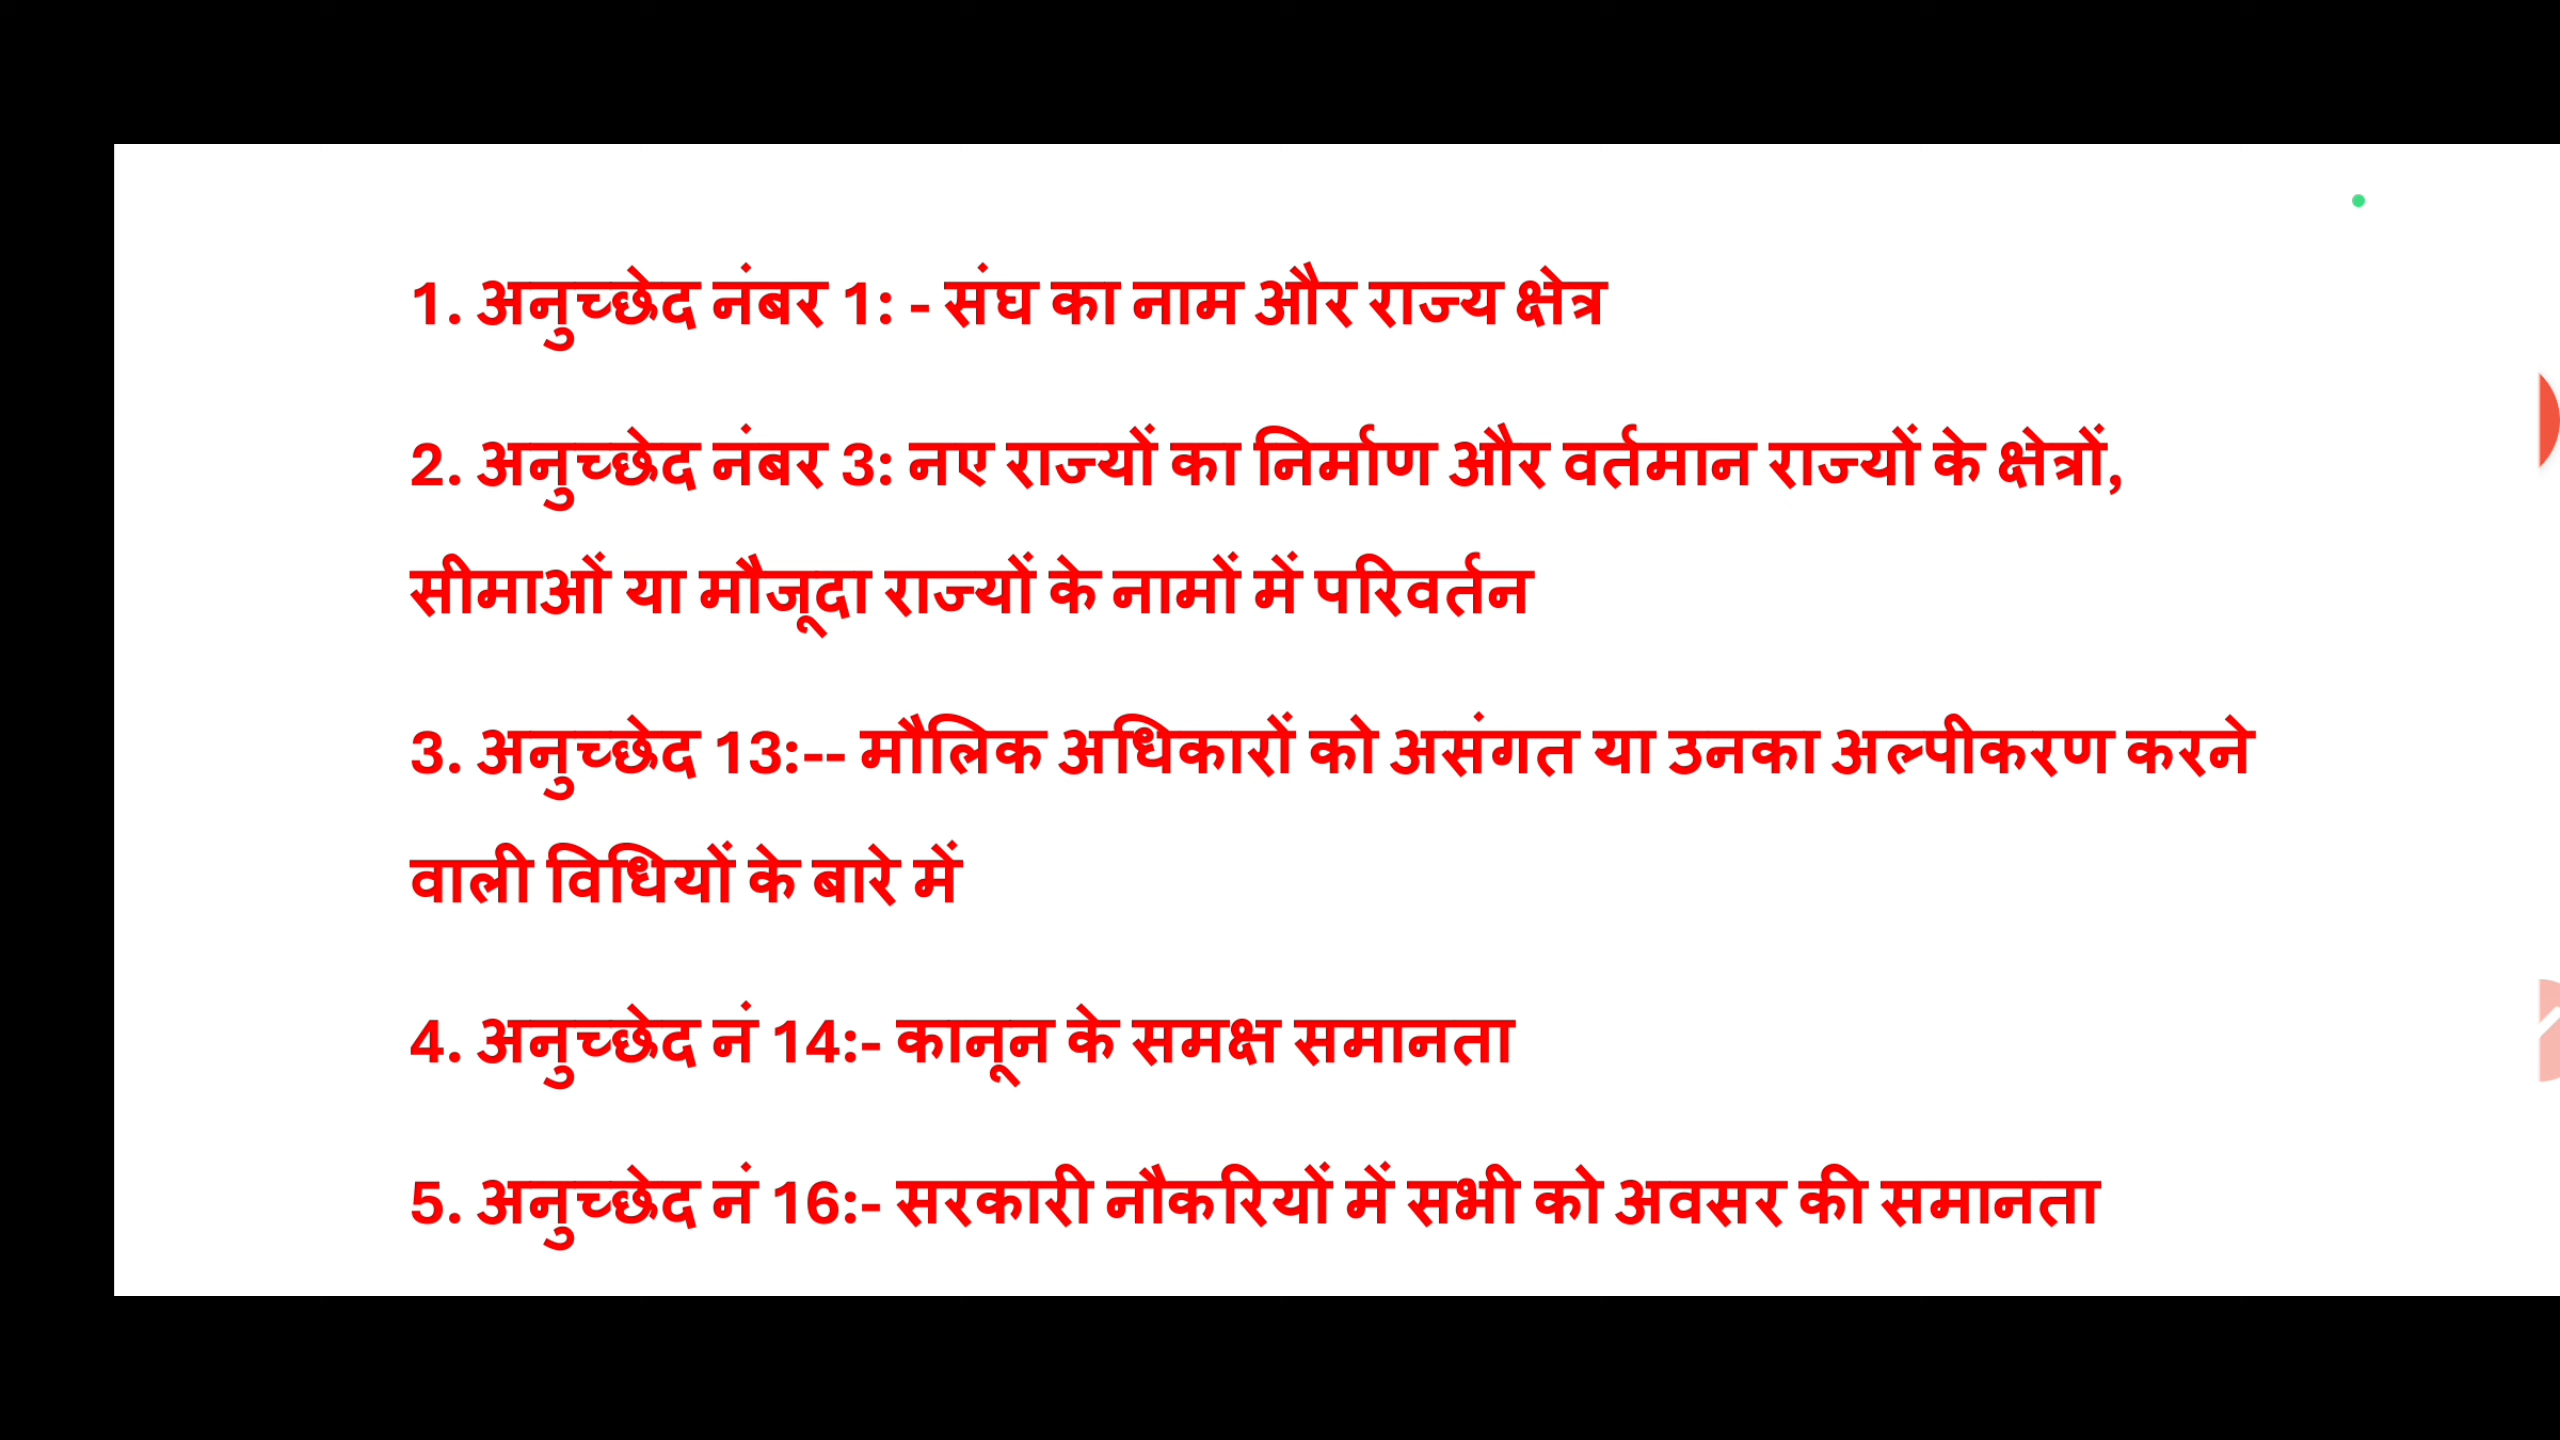 1. अनुच्छेद नंबर 1: - संघ का नाम और राज्य क्षेत्र
2. अनुच्छेद नंबर 3: नए राज्यों का निर्माण और वर्तमान राज्यों के क्षेत्रों,
सीमाओं या मौजूदा राज्यों के नामों में परिवर्तन
3. अनुच्छेद 13:-- मौलिक अधिकारों को असंगत या उनका अल्पीकरण करने
वाली विधियों के बारे में
4. अनुच्छेद नं 14:- कानून के समक्ष समानता
5. अनुच्छेद नं 16:- सरकारी नौकरियों में सभी को अवसर की समानता